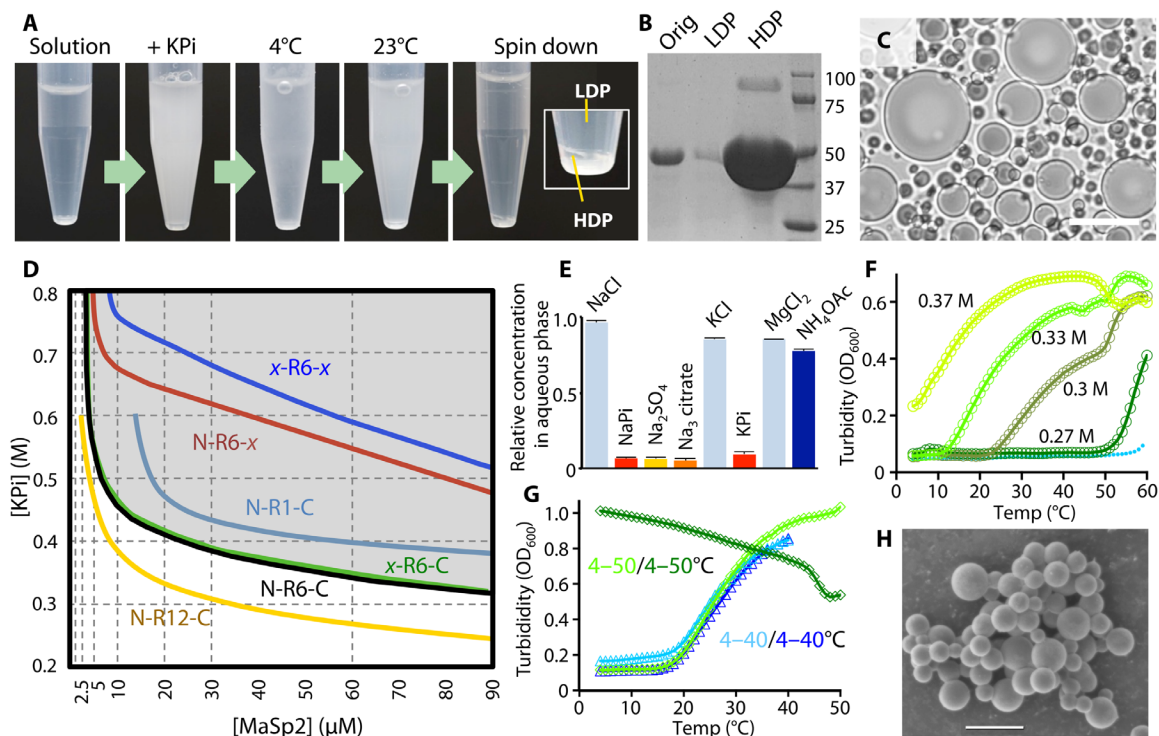 A
Solution
+ KPi
4°C
23°C
Spin down
LDP
HDP
B
Orig
LDP
HDP
100
75
50
37
25
C
D
[KPi] (M)
0.8
0.7
0.6
0.5
0.4
0.3
0.2
x-R6-x
N-R6-x
N-R1-C
x-R6-C
N-R6-C
N-R12-C
2.5
5
10
20
30
40
50
60
70
80
90
[MaSp2] (μM)
E
Relative concentration
in aqueous phase
1.0
0.5
0
NaCl
NaPi
Na₂SO₄
Na₃ citrate
KCl
KPi
MgCl₂
NH₄OAc
F
Turbidity (OD₆₀₀)
0.6
0.4
0.2
0
0.37 M
0.33 M
0.3 M
0.27 M
0 10 20 30 40 50 60
Temp (°C)
G
Turbididity (OD₆₀₀)
1.0
0.8
0.6
0.4
0.2
0
4–50/4–50°C
4–40/4–40°C
0 10 20 30 40 50
Temp (°C)
H